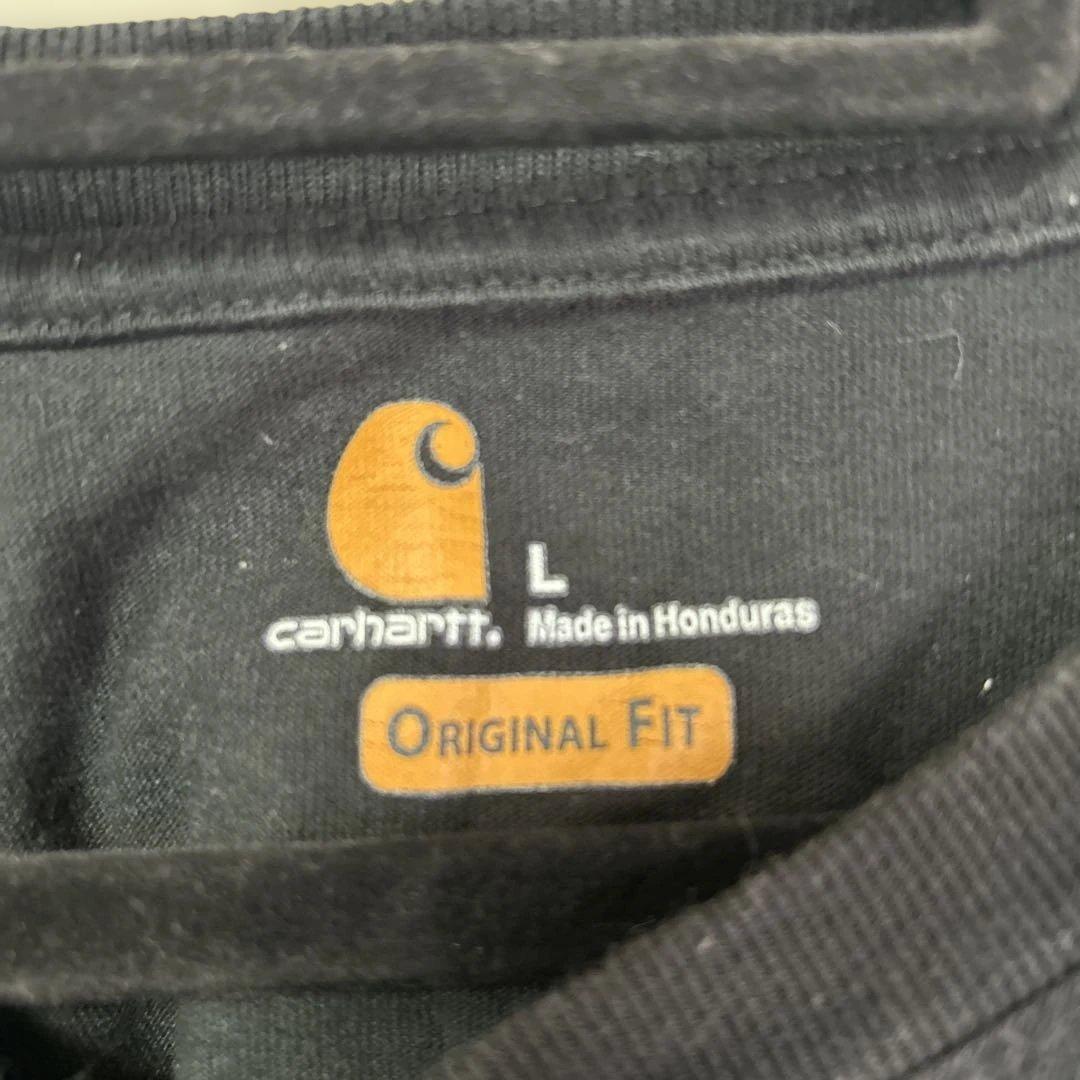 L
carhartt. Made in Honduras
ORIGINAL FIT